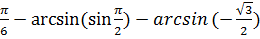 π/6 − arcsin(sin π/2) − arcsin (−√3/2)